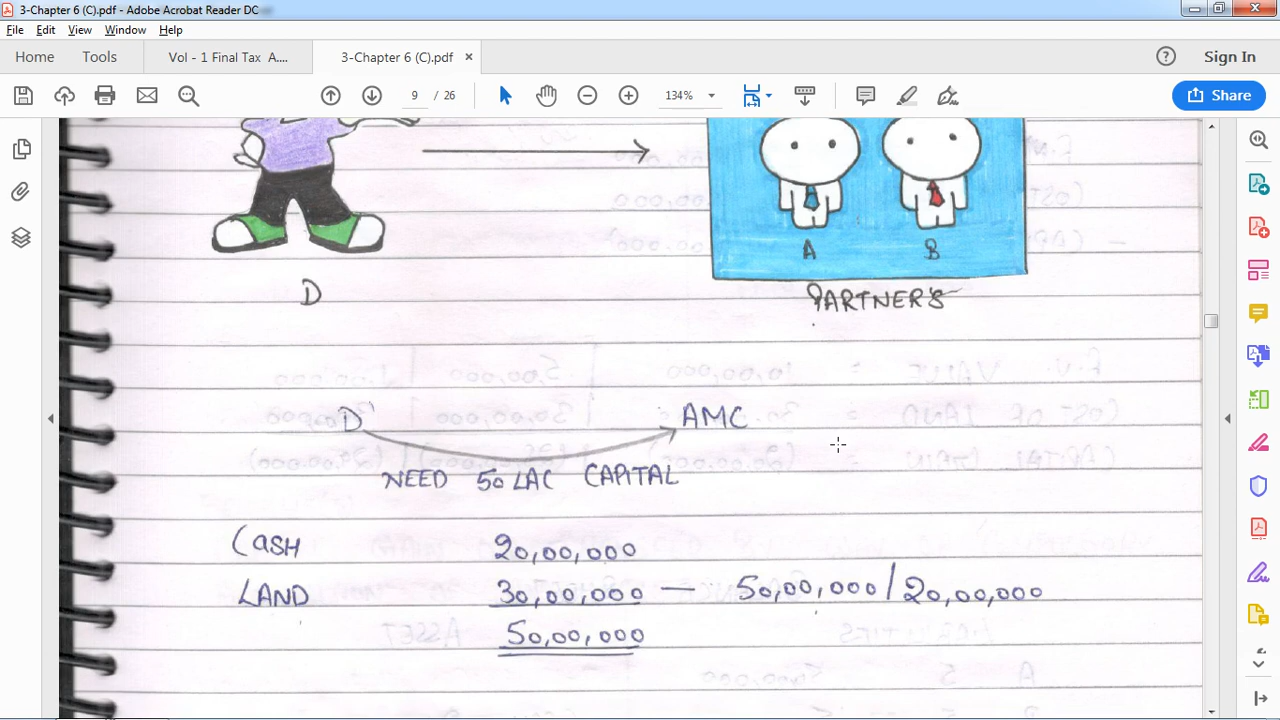 3-Chapter 6 (C).pdf - Adobe Acrobat Reader DC
File Edit View Window Help
Home Tools Vol - 1 Final Tax A.... 3-Chapter 6 (C).pdf × Sign In
9 / 26 134% Share
A B
D
PARTNER'S
D AMC
NEED 50 LAC CAPITAL
CASH 20,00,000
LAND 30,00,000 — 50,00,000/20,00,000
50,00,000